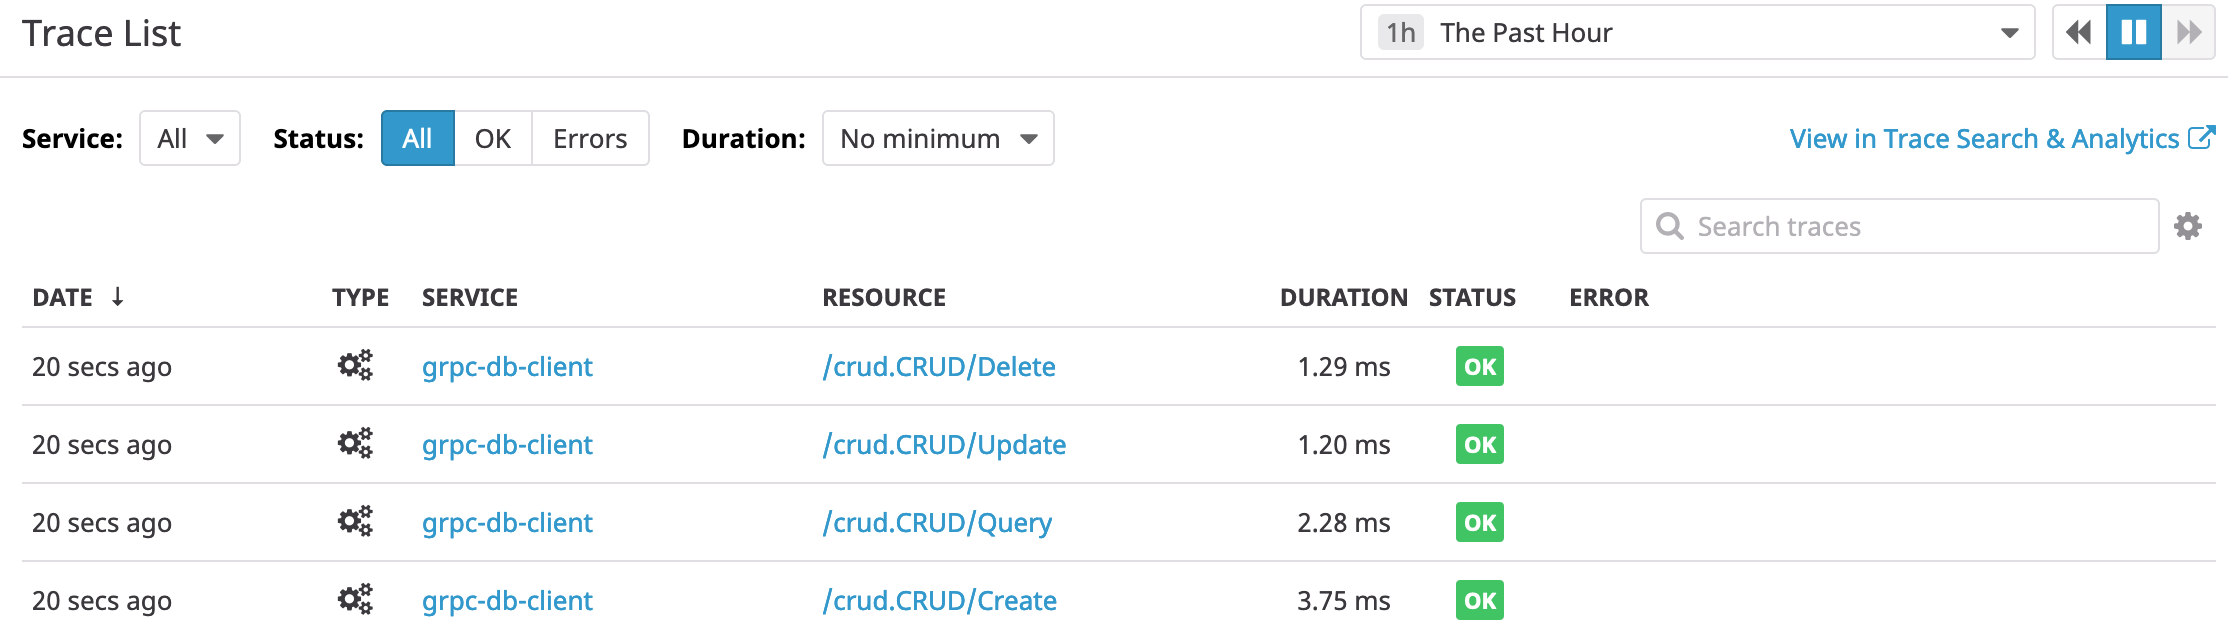 Trace List
1h The Past Hour
Service: All Status: All OK Errors Duration: No minimum View in Trace Search & Analytics
Search traces
DATE ↓ TYPE SERVICE RESOURCE DURATION STATUS ERROR
20 secs ago grpc-db-client /crud.CRUD/Delete 1.29 ms OK
20 secs ago grpc-db-client /crud.CRUD/Update 1.20 ms OK
20 secs ago grpc-db-client /crud.CRUD/Query 2.28 ms OK
20 secs ago grpc-db-client /crud.CRUD/Create 3.75 ms OK